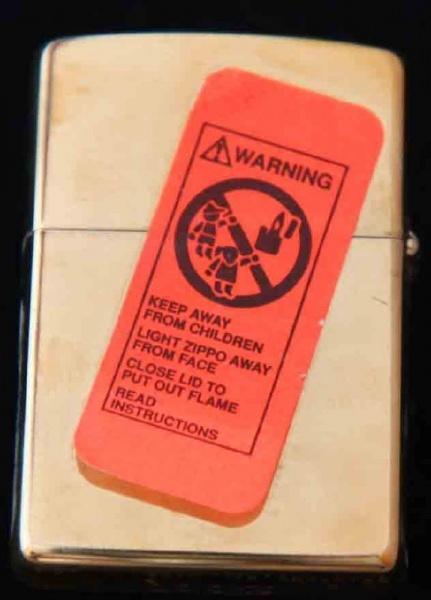 WARNING
KEEP AWAY
FROM CHILDREN
LIGHT ZIPPO AWAY
FROM FACE
CLOSE LID TO
PUT OUT FLAME
READ
INSTRUCTIONS